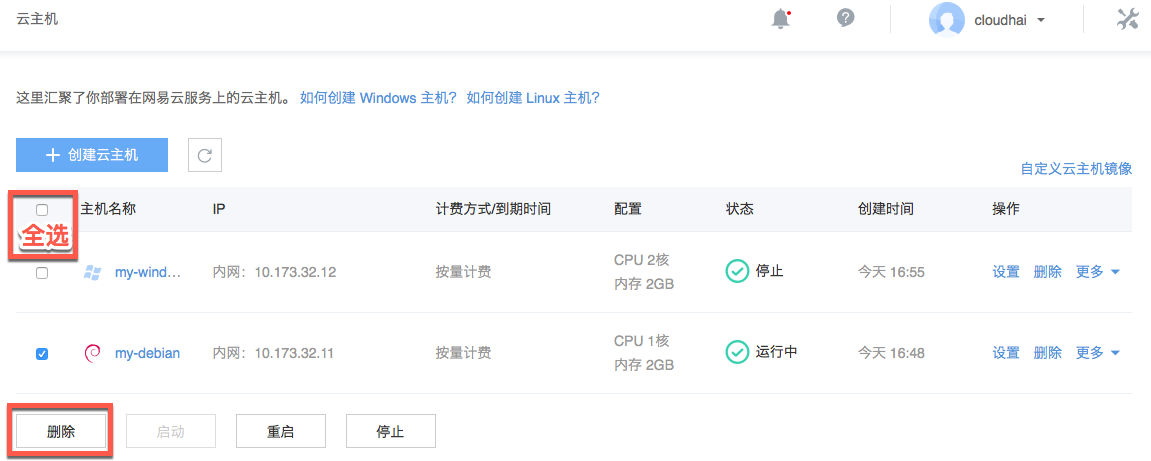 云主机
cloudhai
这里汇聚了你部署在网易云服务上的云主机。 如何创建 Windows 主机? 如何创建 Linux 主机?
创建云主机
自定义云主机镜像
主机名称 IP 计费方式/到期时间 配置 状态 创建时间 操作
全选
my-wind... 内网：10.173.32.12 按量计费 CPU 2核 停止 今天 16:55 设置 删除 更多
内存 2GB
my-debian 内网：10.173.32.11 按量计费 CPU 1核 运行中 今天 16:48 设置 删除 更多
内存 2GB
删除 启动 重启 停止